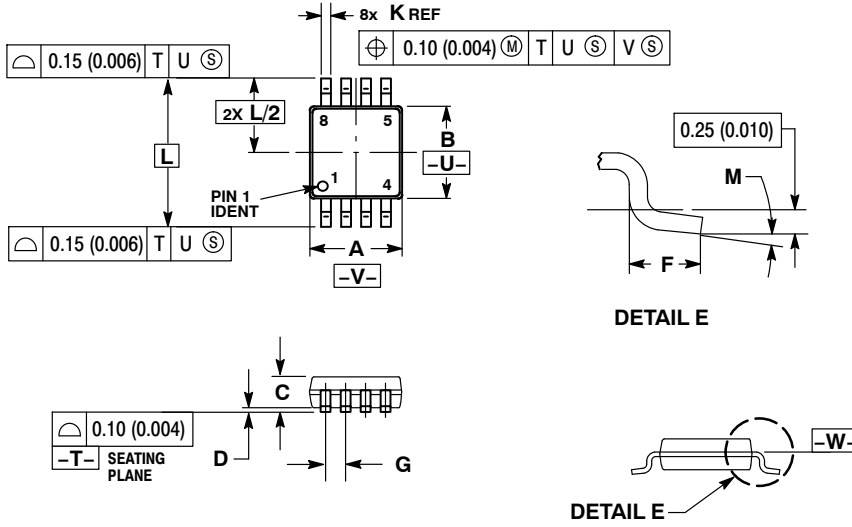 8x K REF
⌖ 0.10 (0.004) Ⓜ T U Ⓢ V Ⓢ
⌓ 0.15 (0.006) T U Ⓢ
2X L/2
8 5
L
B
-U-
0.25 (0.010)
M
1
4
PIN 1
IDENT
⌓ 0.15 (0.006) T U Ⓢ
A
-V-
F
DETAIL E
C
⌓ 0.10 (0.004)
-T- SEATING
PLANE
D
G
-W-
DETAIL E